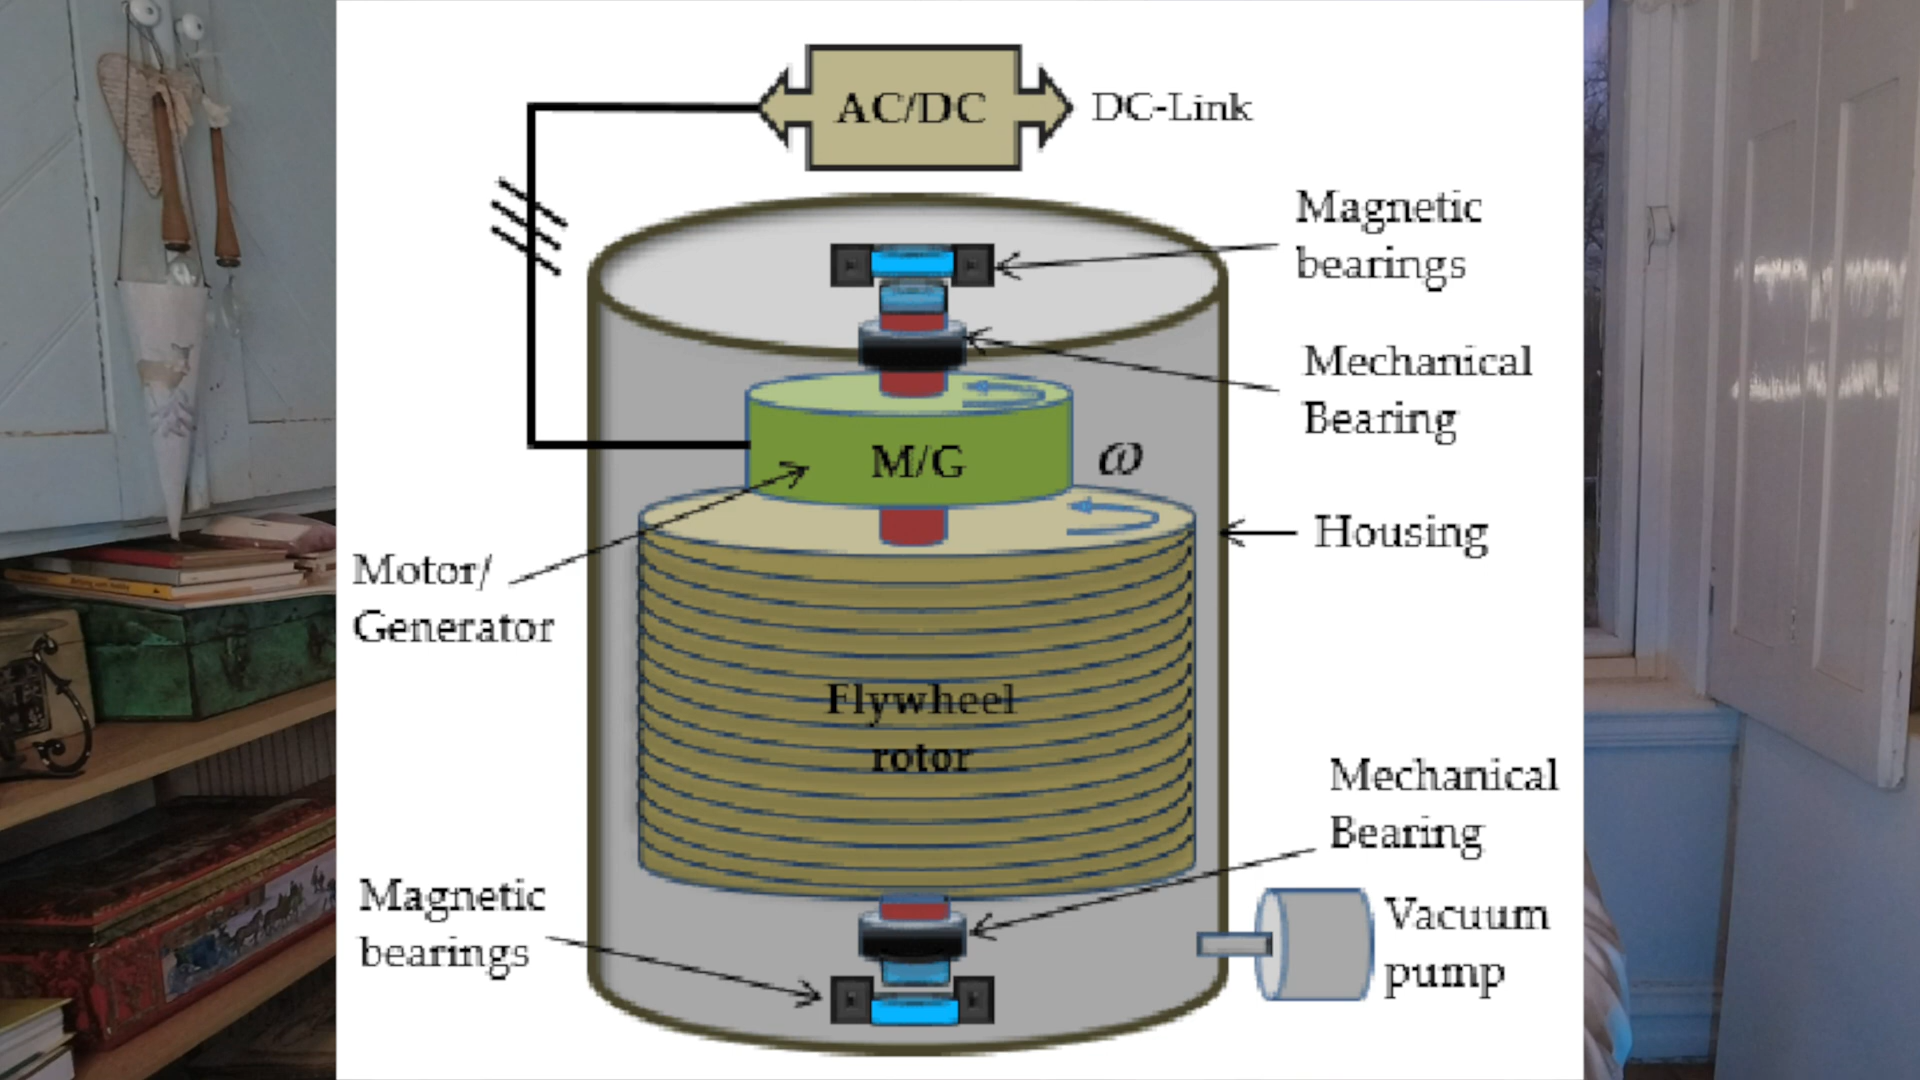 AC/DC
DC-Link
Magnetic
bearings
Mechanical
Bearing
M/G
ω
Housing
Motor/
Generator
Flywheel
rotor
Mechanical
Bearing
Magnetic
bearings
Vacuum
pump